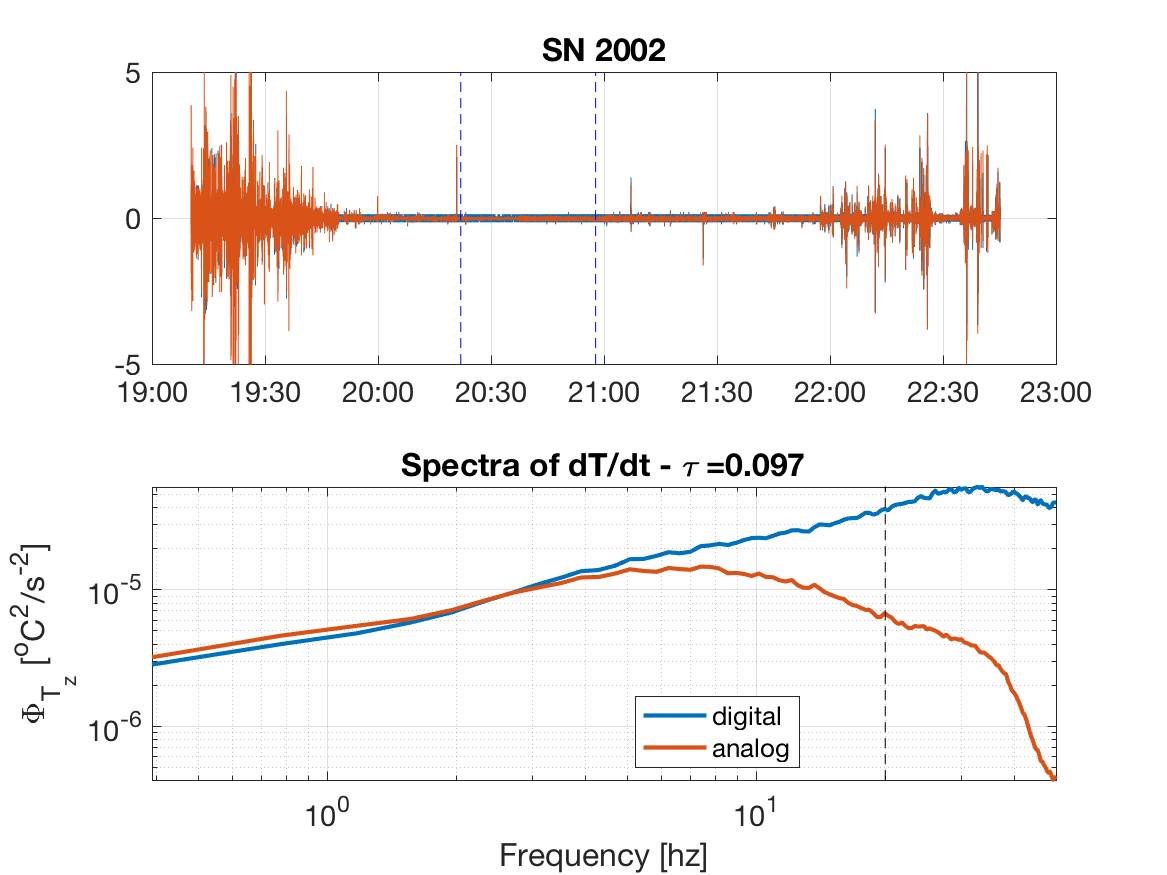 SN 2002
5
0
-5
19:00 19:30 20:00 20:30 21:00 21:30 22:00 22:30 23:00
Spectra of dT/dt - τ =0.097
Φ_T_z [°C²/s⁻²]
10⁻⁵
10⁻⁶
digital
analog
10⁰ 10¹
Frequency [hz]